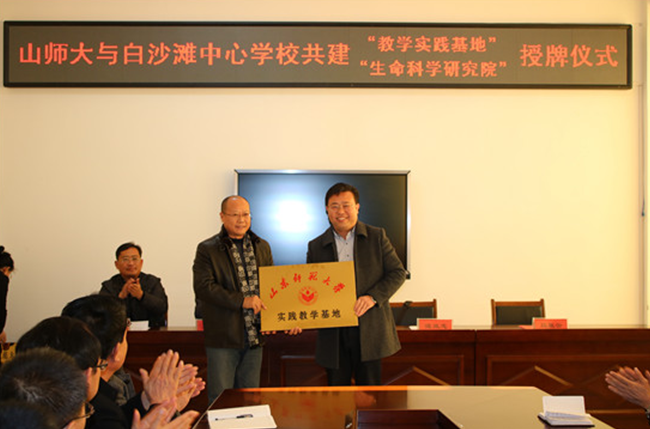 山师大与白沙滩中心学校共建 “教学实践基地” 授牌仪式
“生命科学研究院”
山东师范大学
实践教学基地